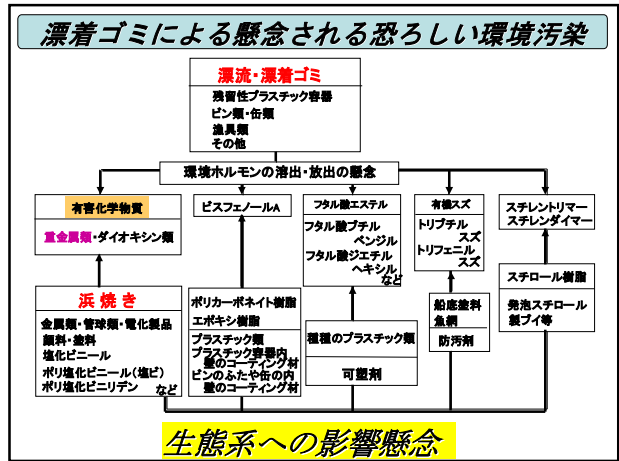 漂着ゴミによる懸念される恐ろしい環境汚染
漂流・漂着ゴミ
残留性プラスチック容器
ビン類・缶類
漁具類
その他
環境ホルモンの溶出・放出の懸念
有害化学物質
重金属類・ダイオキシン類
ビスフェノールA
フタル酸エステル
フタル酸ブチル
ベンジル
フタル酸ジエチル
ヘキシル
など
有機スズ
トリブチル
スズ
トリフェニル
スズ
スチレントリマー
スチレンダイマー
浜焼き
金属類・管球類・電化製品
顔料・塗料
塩化ビニール
ポリ塩化ビニール(塩ビ)
ポリ塩化ビニリデン
など
ポリカーボネイト樹脂
エポキシ樹脂
プラスチック類
プラスチック容器内
壁のコーティング材
ビンのふたや缶の内
壁のコーティング材
種種のプラスチック類
可塑剤
船底塗料
魚網
防汚剤
スチロール樹脂
発泡スチロール
製ブイ等
生態系への影響懸念